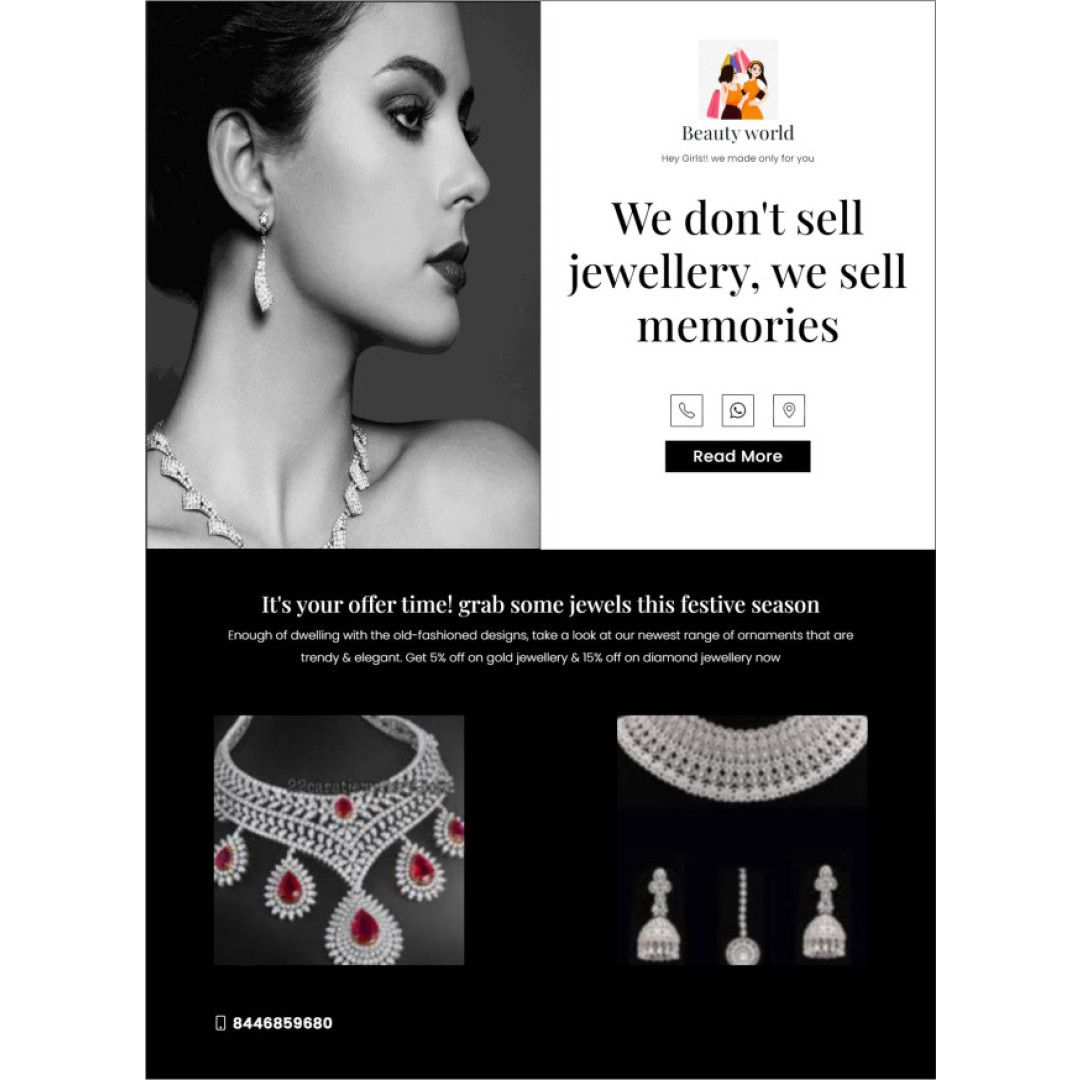 Beauty world
Hey Girls!! we made only for you
We don't sell
jewellery, we sell
memories
Read More
It's your offer time! grab some jewels this festive season
Enough of dwelling with the old-fashioned designs, take a look at our newest range of ornaments that are
trendy & elegant. Get 5% off on gold jewellery & 15% off on diamond jewellery now
8446859680